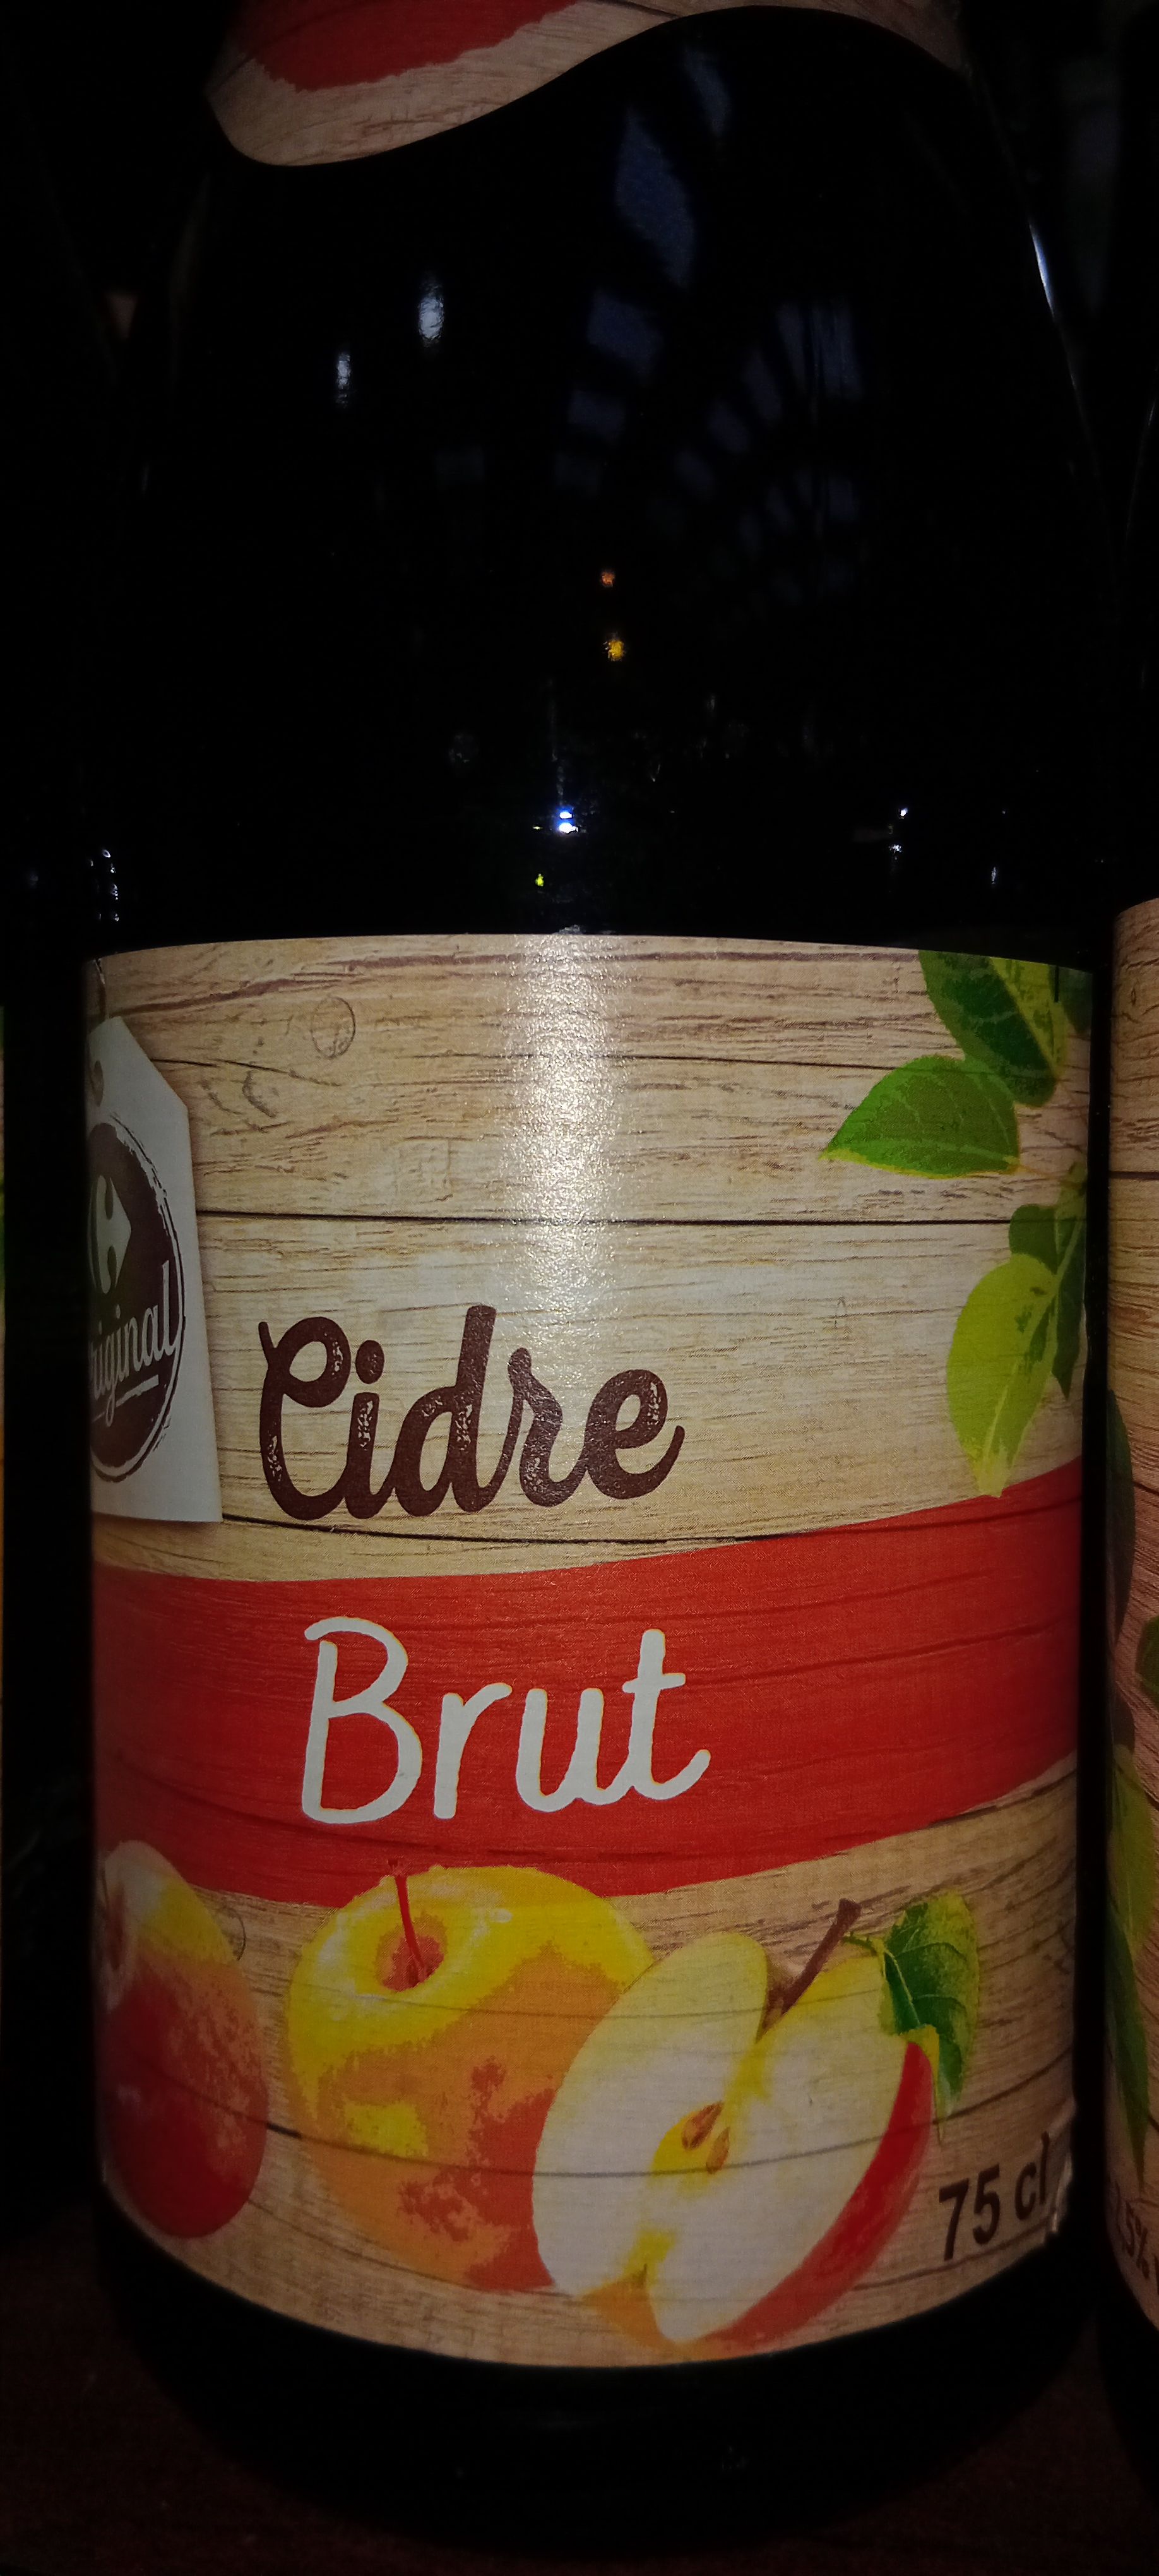 Original
Cidre
Brut
75 cl